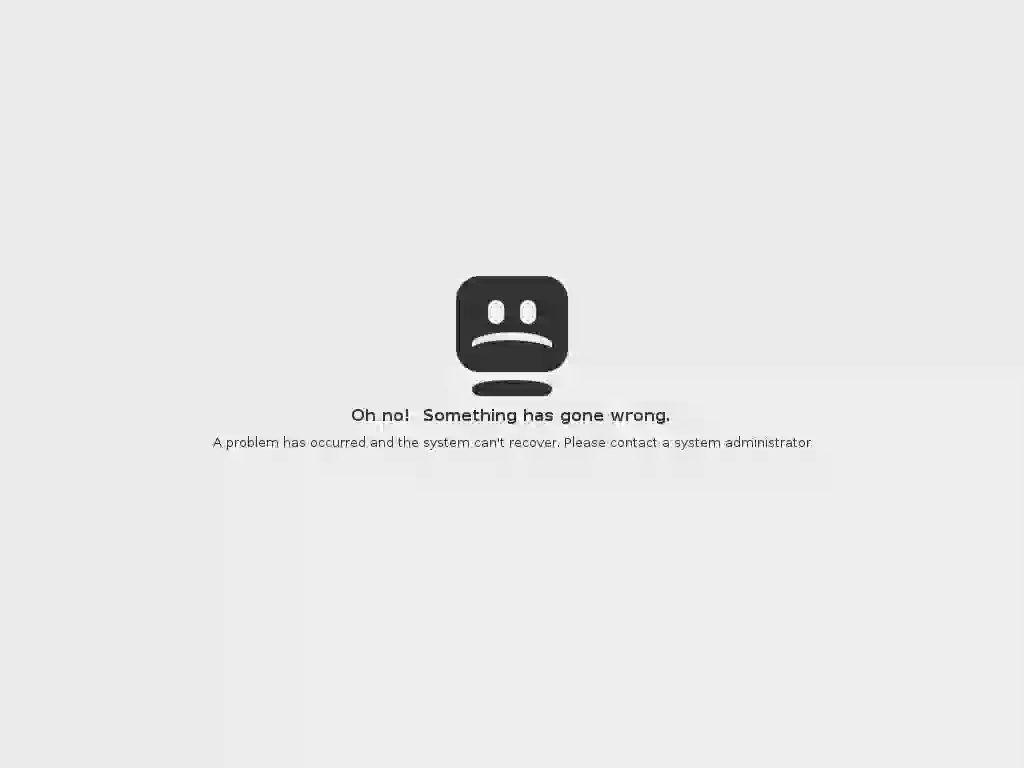 Oh no! Something has gone wrong.
A problem has occurred and the system can't recover. Please contact a system administrator